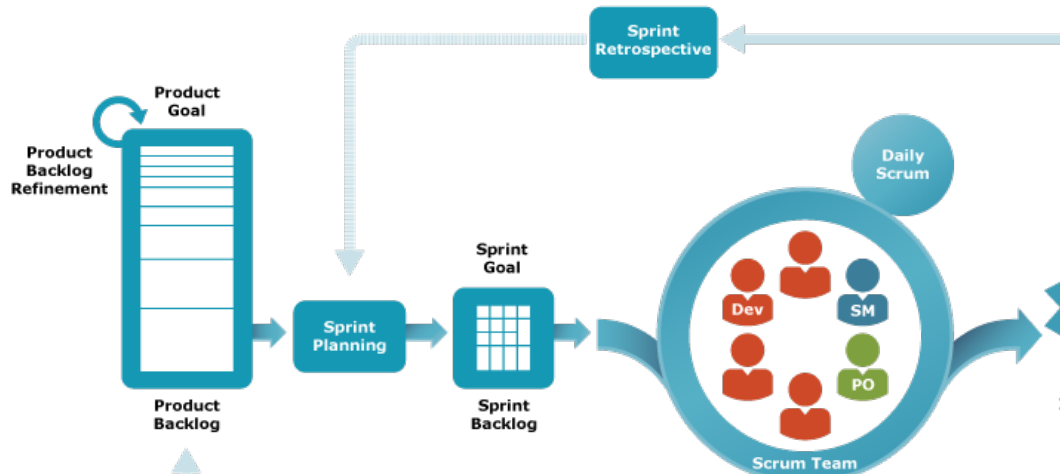 Sprint
Retrospective
Product
Goal
Product
Backlog
Refinement
Daily
Scrum
Sprint
Goal
Dev
SM
Sprint
Planning
PO
Product
Backlog
Sprint
Backlog
Scrum Team